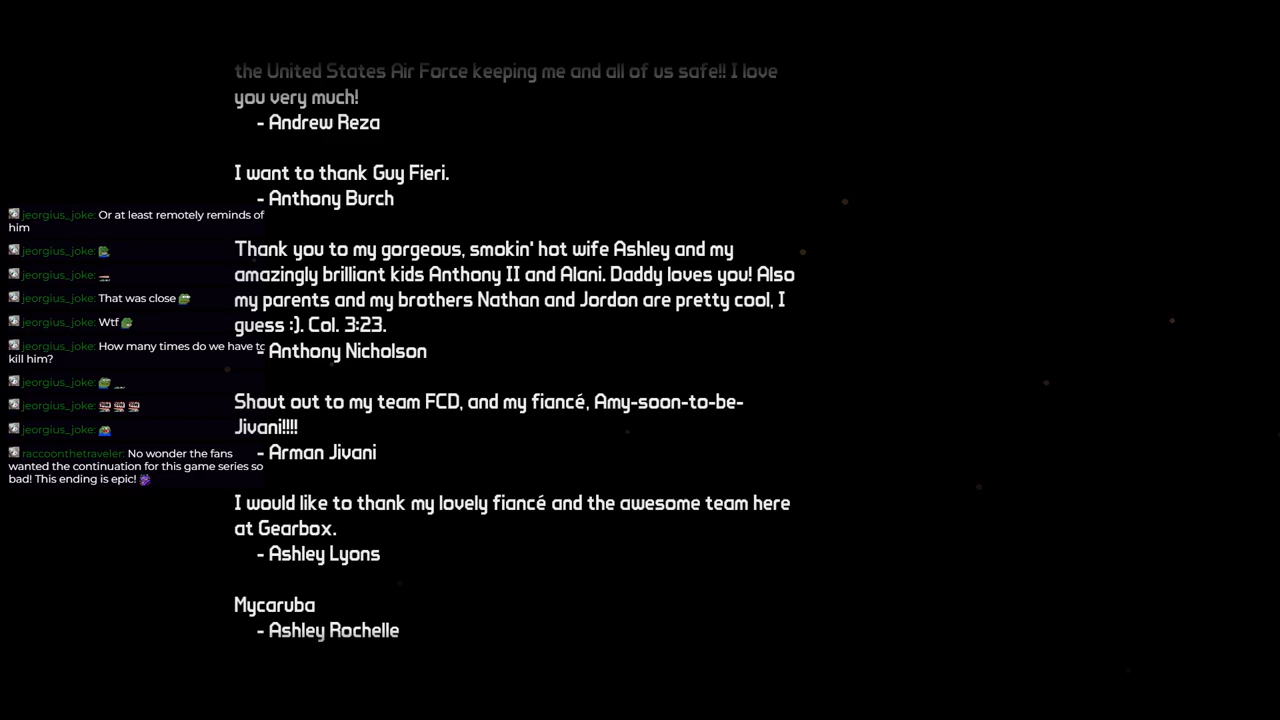 the United States Air Force keeping me and all of us safe!! I love
you very much!
- Andrew Reza
I want to thank Guy Fieri.
- Anthony Burch
Thank you to my gorgeous, smokin' hot wife Ashley and my
amazingly brilliant kids Anthony II and Alani. Daddy loves you! Also
my parents and my brothers Nathan and Jordon are pretty cool, I
guess :). Col. 3:23.
- Anthony Nicholson
Shout out to my team FCD, and my fiancé, Amy-soon-to-be-
Jivani!!!!
- Arman Jivani
I would like to thank my lovely fiancé and the awesome team here
at Gearbox.
- Ashley Lyons
Mycaruba
- Ashley Rochelle
jeorgius_joke: Or at least remotely reminds of
him
jeorgius_joke:
jeorgius_joke:
jeorgius_joke: That was close
jeorgius_joke: Wtf
jeorgius_joke: How many times do we have to
kill him?
jeorgius_joke:
jeorgius_joke:
jeorgius_joke:
raccoonthetraveler: No wonder the fans
wanted the continuation for this game series so
bad! This ending is epic!